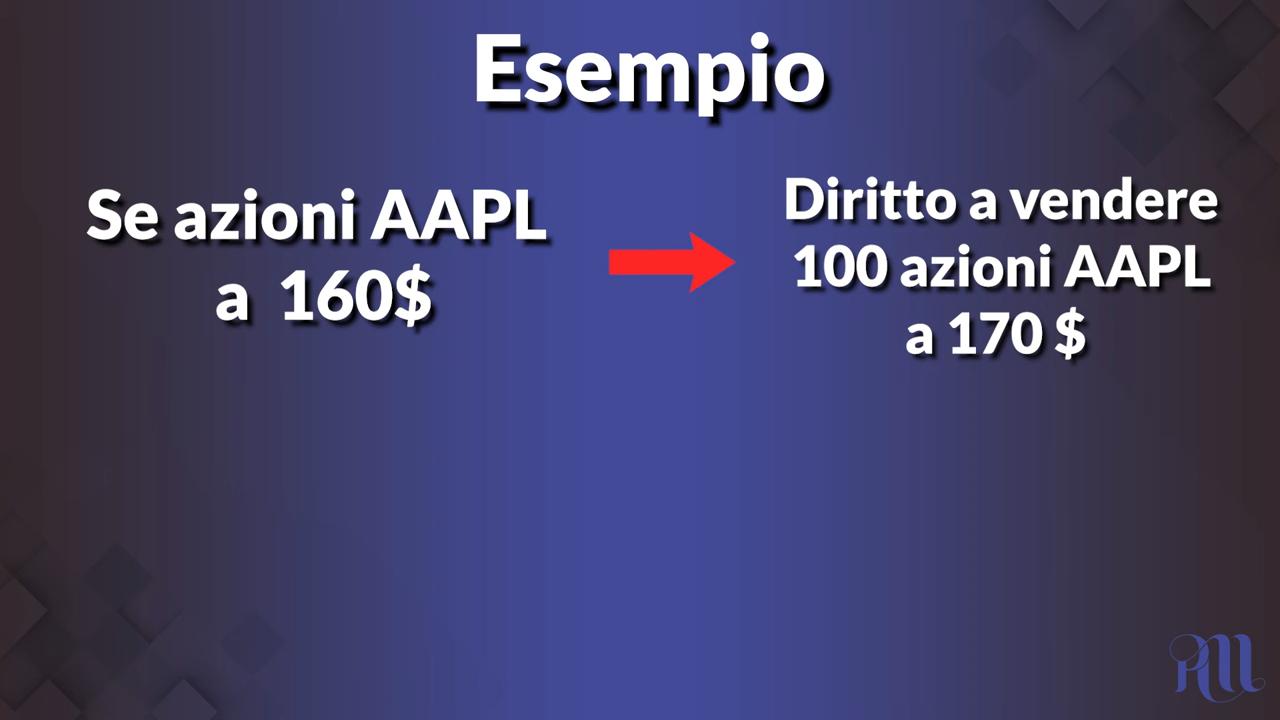 Esempio
Se azioni AAPL
a 160$
Diritto a vendere
100 azioni AAPL
a 170 $